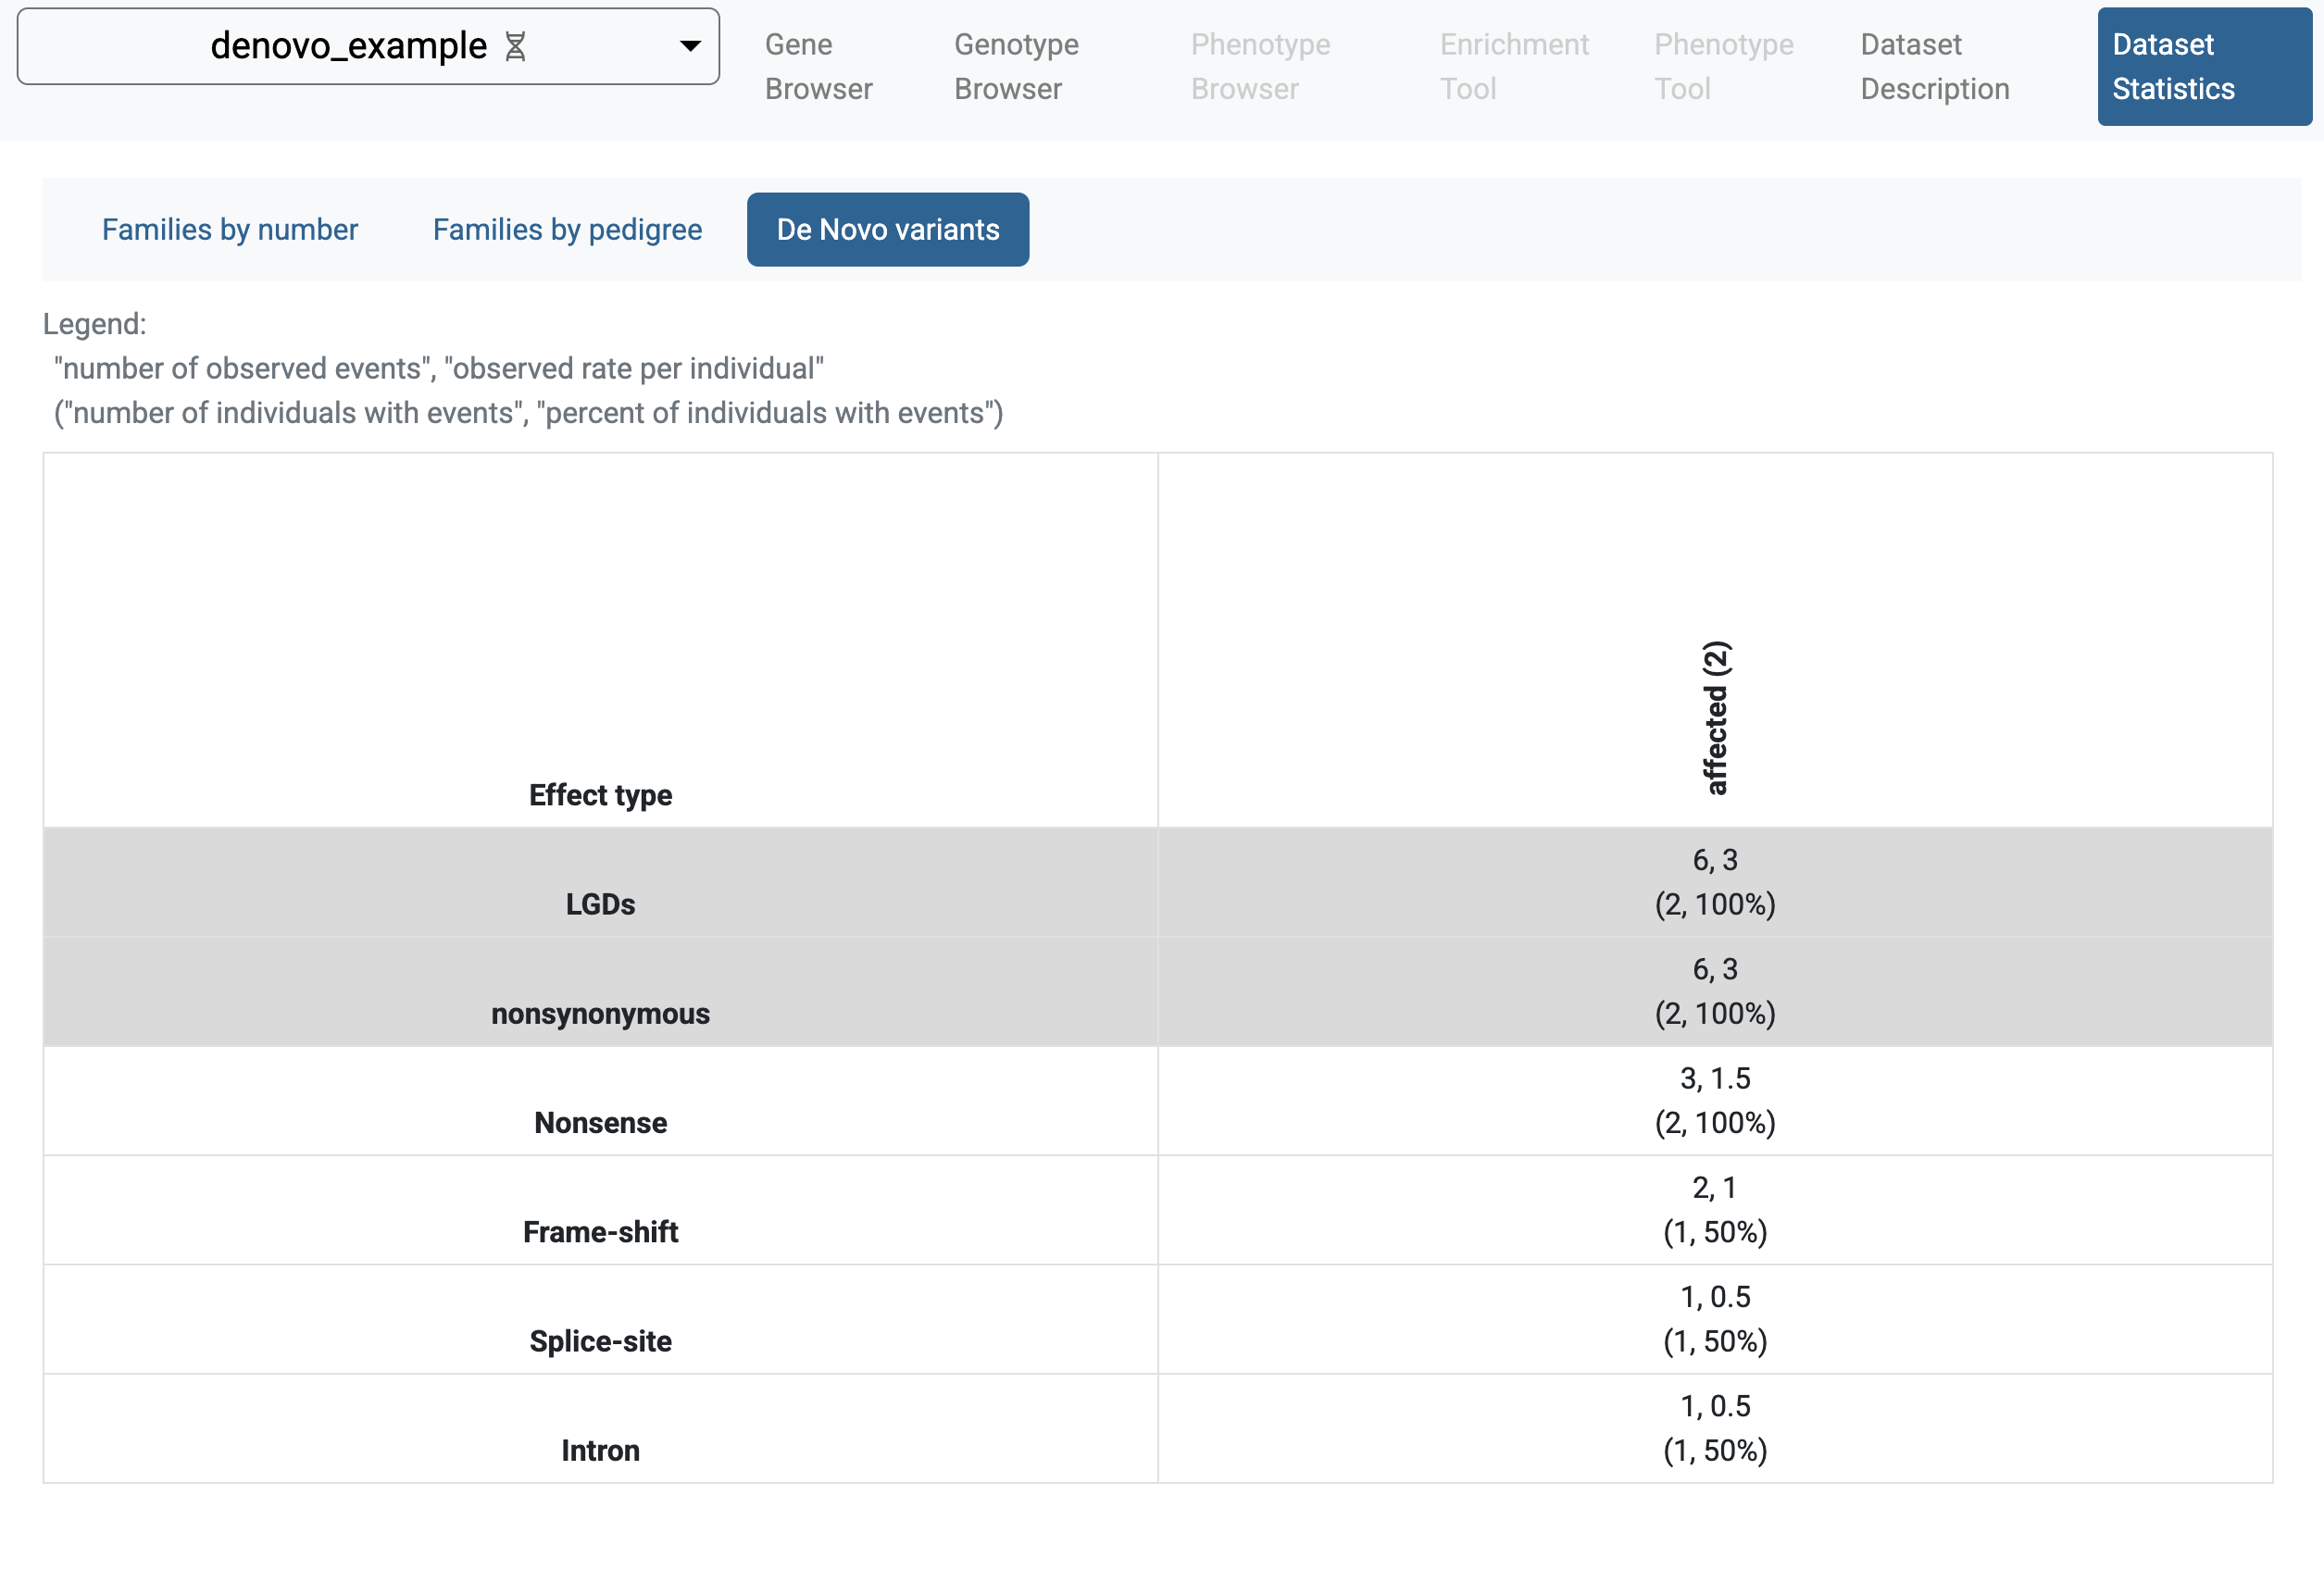 denovo_example
Gene
Browser
Genotype
Browser
Phenotype
Browser
Enrichment
Tool
Phenotype
Tool
Dataset
Description
Dataset
Statistics
Families by number
Families by pedigree
De Novo variants
Legend:
"number of observed events", "observed rate per individual"
("number of individuals with events", "percent of individuals with events")
Effect type
affected (2)
LGDs
6, 3
(2, 100%)
nonsynonymous
6, 3
(2, 100%)
Nonsense
3, 1.5
(2, 100%)
Frame-shift
2, 1
(1, 50%)
Splice-site
1, 0.5
(1, 50%)
Intron
1, 0.5
(1, 50%)